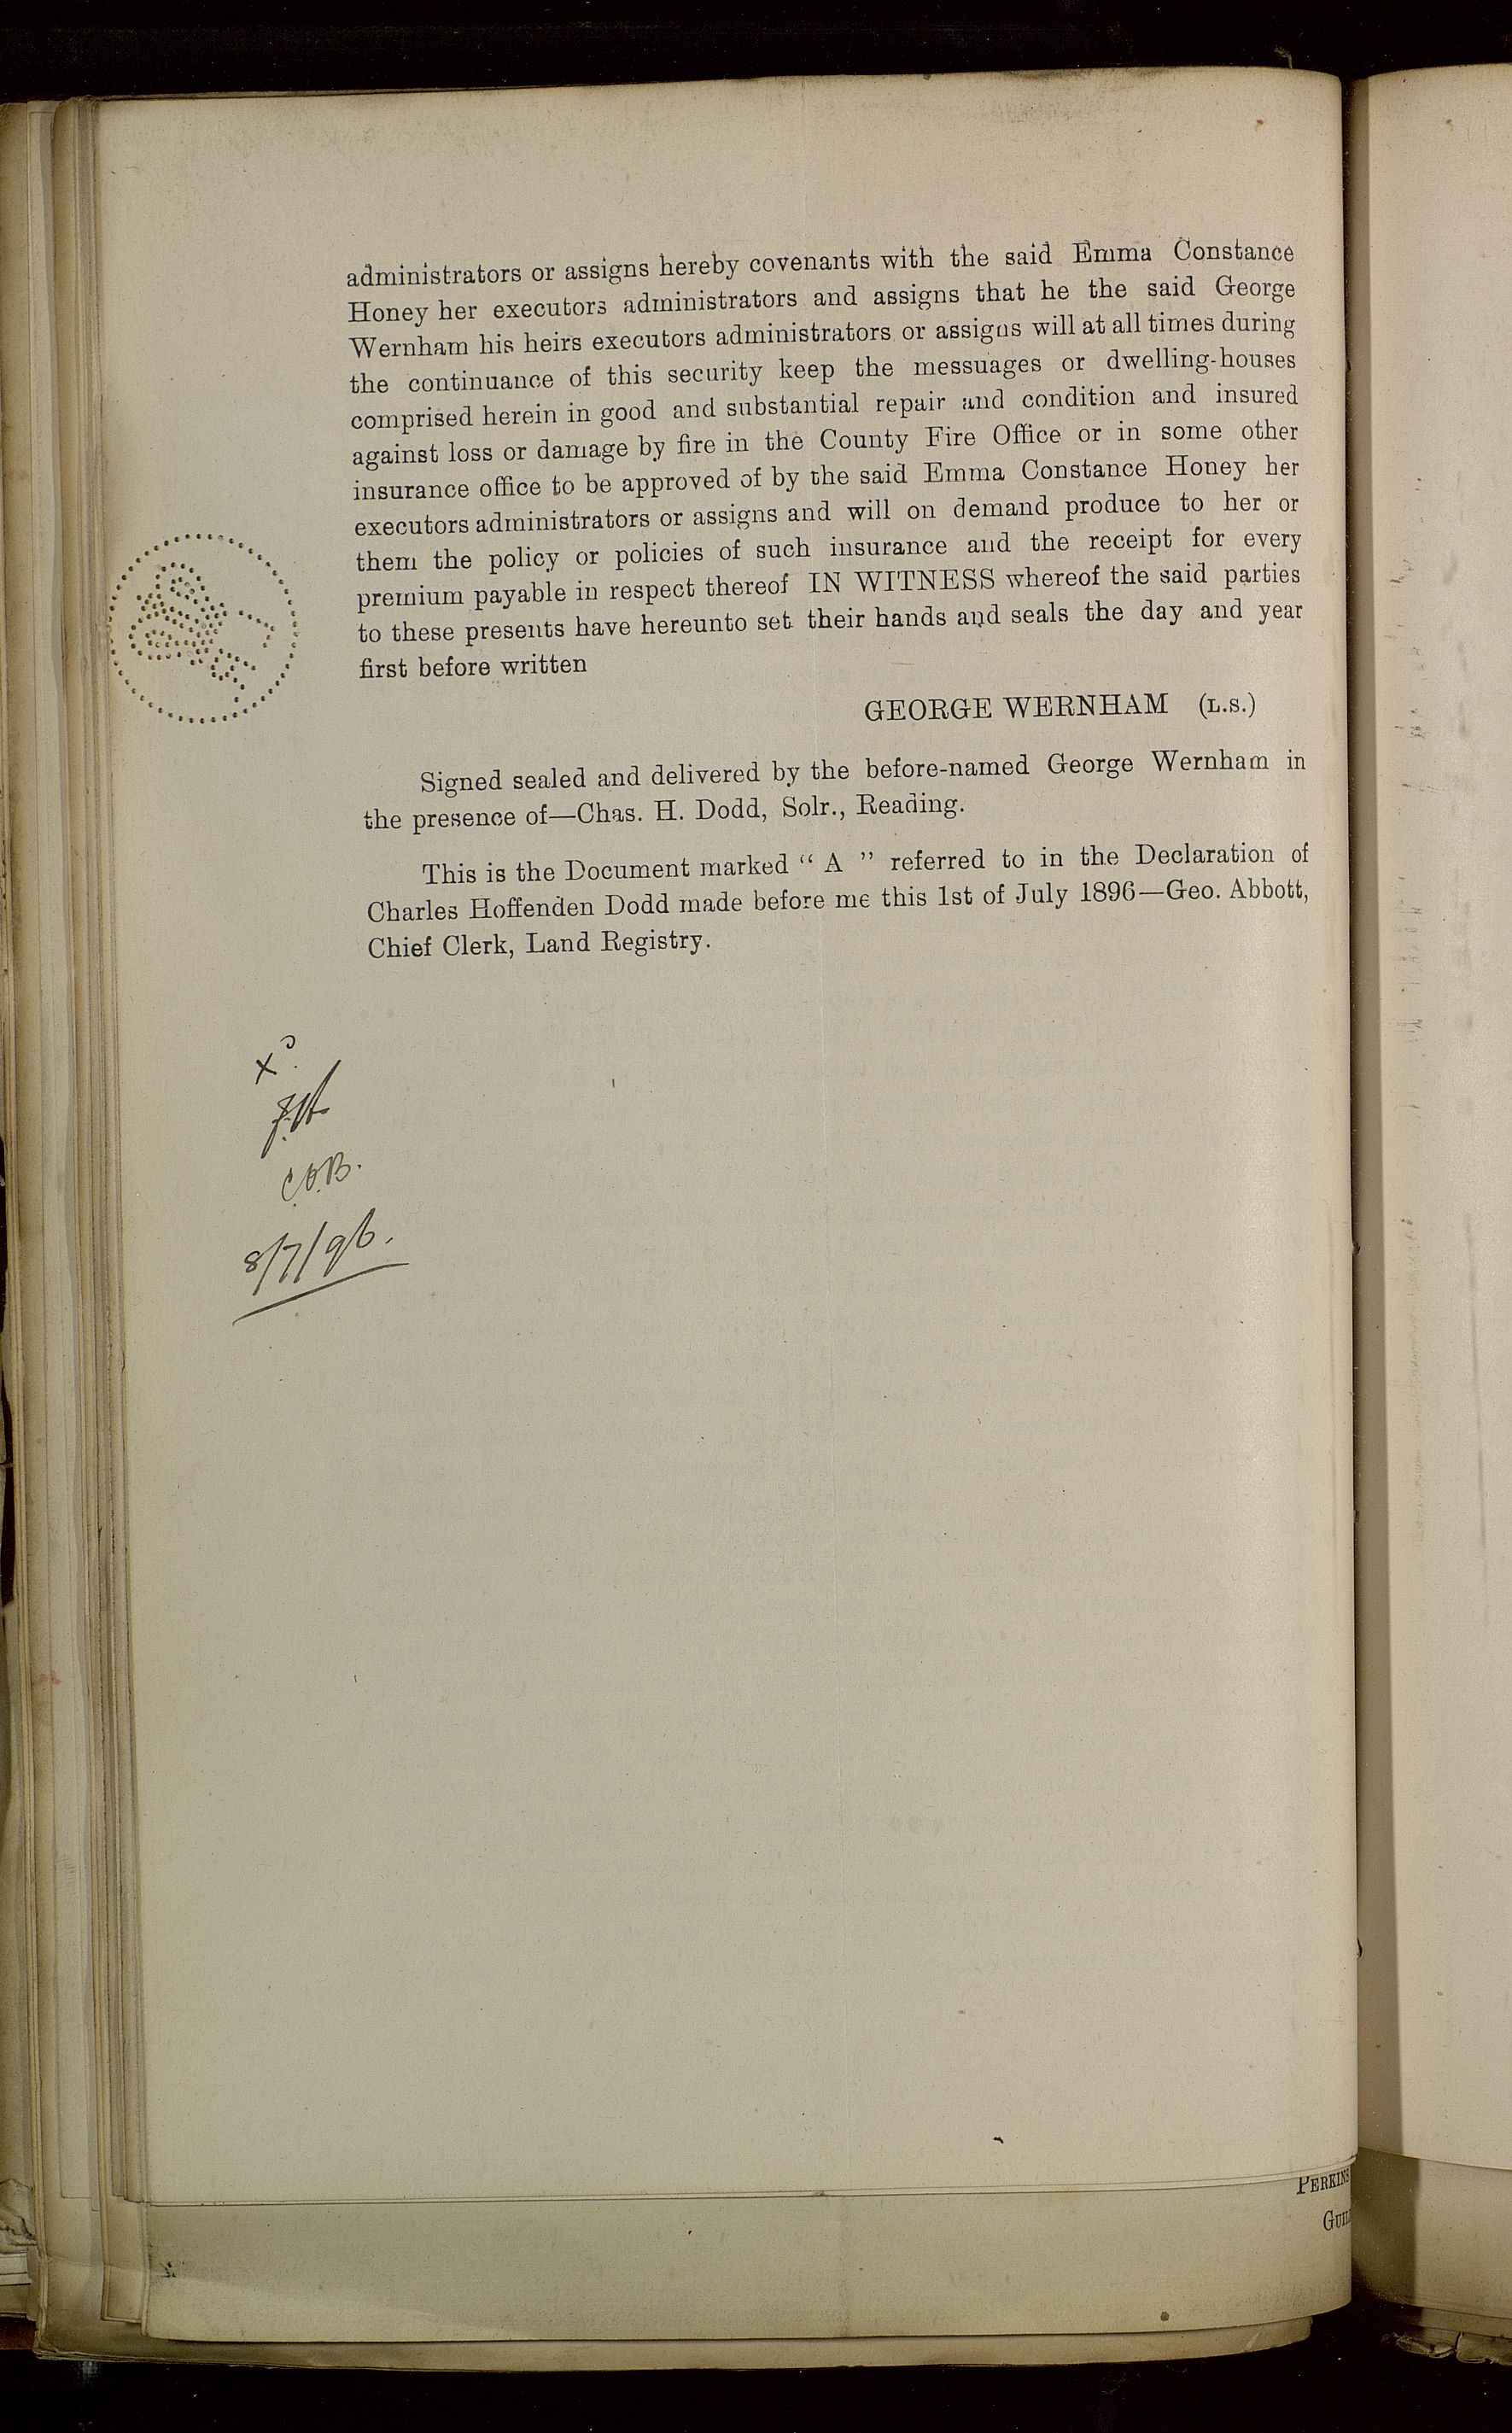 administrators or assigns hereby covenants with the said Emma Constance
Honey her executors administrators and assigns that he the said George
Wernham his heirs executors administrators or assigns will at all times during
the continuance of this security keep the messuages or dwelling-houses
comprised herein in good and substantial repair and condition and insured
against loss or damage by fire in the County Fire Office or in some other
insurance office to be approved of by the said Emma Constance Honey her
executors administrators or assigns and will on demand produce to her or
them the policy or policies of such insurance and the receipt for every
premium payable in respect thereof IN WITNESS whereof the said parties
to these presents have hereunto set their hands and seals the day and year
first before written
GEORGE WERNHAM (L.S.)
Signed sealed and delivered by the before-named George Wernham in
the presence of—Chas. H. Dodd, Solr., Reading.
This is the Document marked “ A ” referred to in the Declaration of
Charles Hoffenden Dodd made before me this 1st of July 1896—Geo. Abbott,
Chief Clerk, Land Registry.
8/7/96.
PERKINS